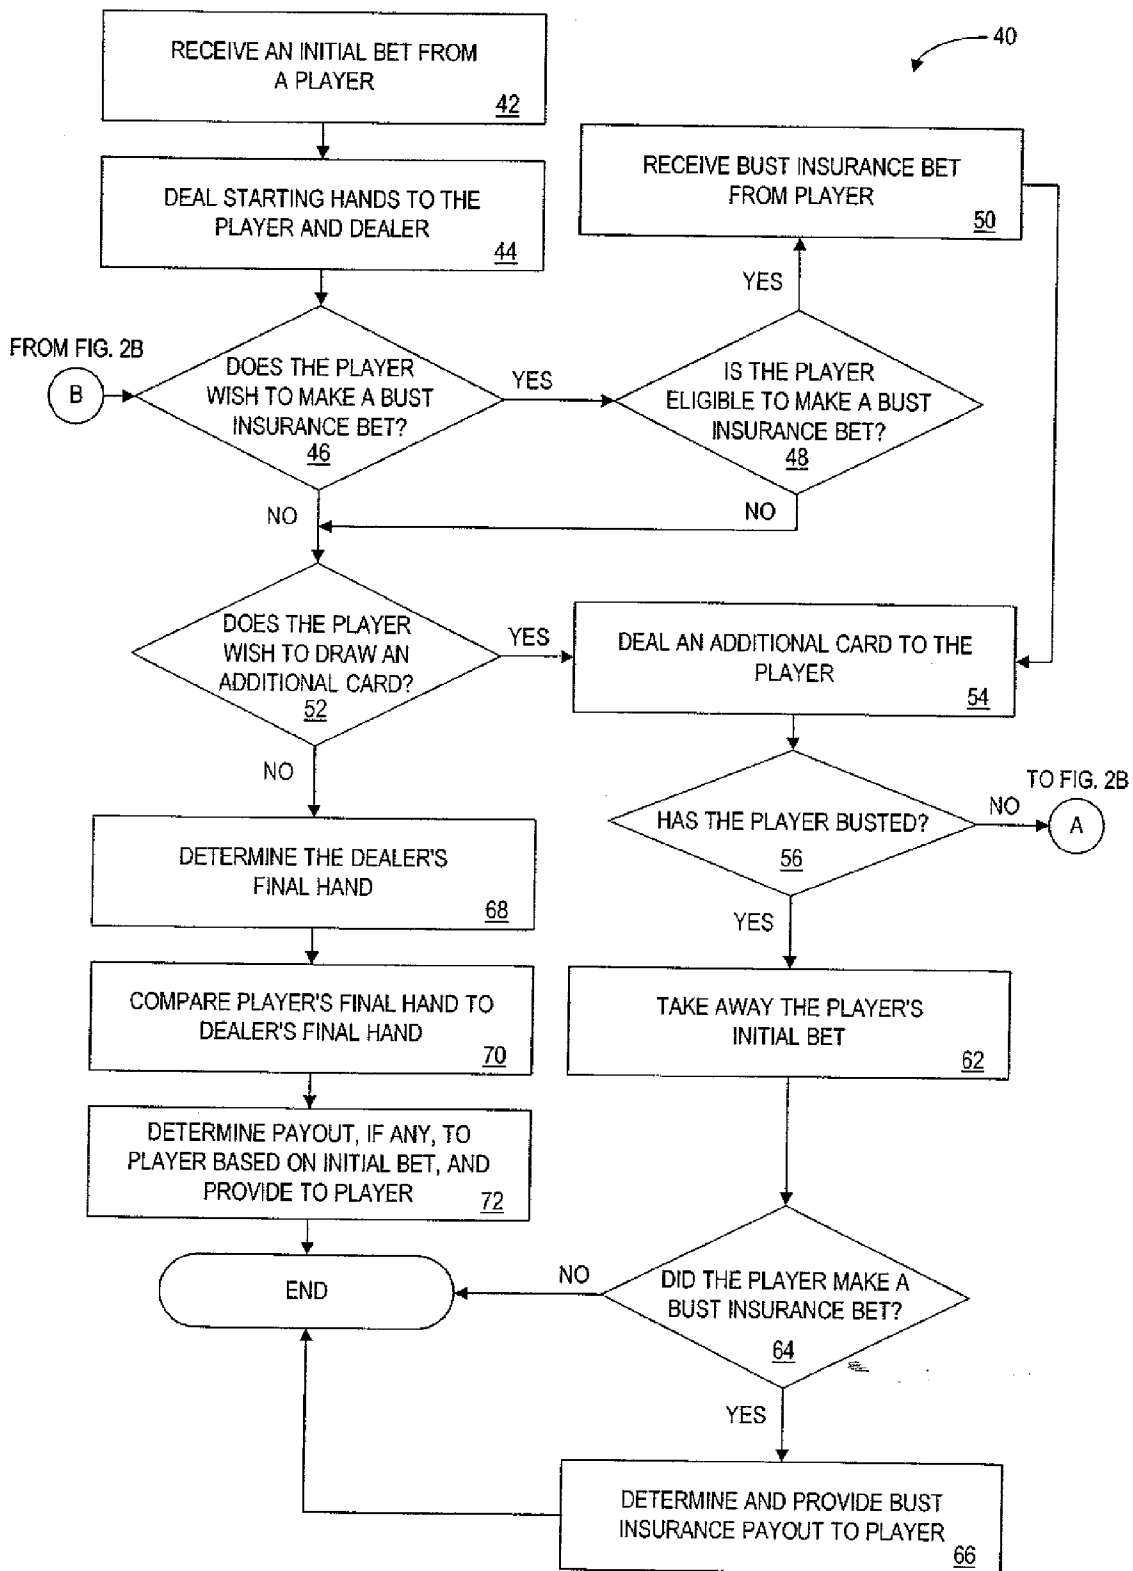 RECEIVE AN INITIAL BET FROM
A PLAYER
42
40
DEAL STARTING HANDS TO THE
PLAYER AND DEALER
44
RECEIVE BUST INSURANCE BET
FROM PLAYER
50
YES
FROM FIG. 2B
B
DOES THE PLAYER
WISH TO MAKE A BUST
INSURANCE BET?
46
YES
IS THE PLAYER
ELIGIBLE TO MAKE A BUST
INSURANCE BET?
48
NO
NO
DOES THE PLAYER
WISH TO DRAW AN
ADDITIONAL CARD?
52
YES
DEAL AN ADDITIONAL CARD TO THE
PLAYER
54
NO
HAS THE PLAYER BUSTED?
56
NO
TO FIG. 2B
A
DETERMINE THE DEALER'S
FINAL HAND
68
YES
COMPARE PLAYER'S FINAL HAND TO
DEALER'S FINAL HAND
70
TAKE AWAY THE PLAYER'S
INITIAL BET
62
DETERMINE PAYOUT, IF ANY, TO
PLAYER BASED ON INITIAL BET, AND
PROVIDE TO PLAYER
72
END
NO
DID THE PLAYER MAKE A
BUST INSURANCE BET?
64
YES
DETERMINE AND PROVIDE BUST
INSURANCE PAYOUT TO PLAYER
66